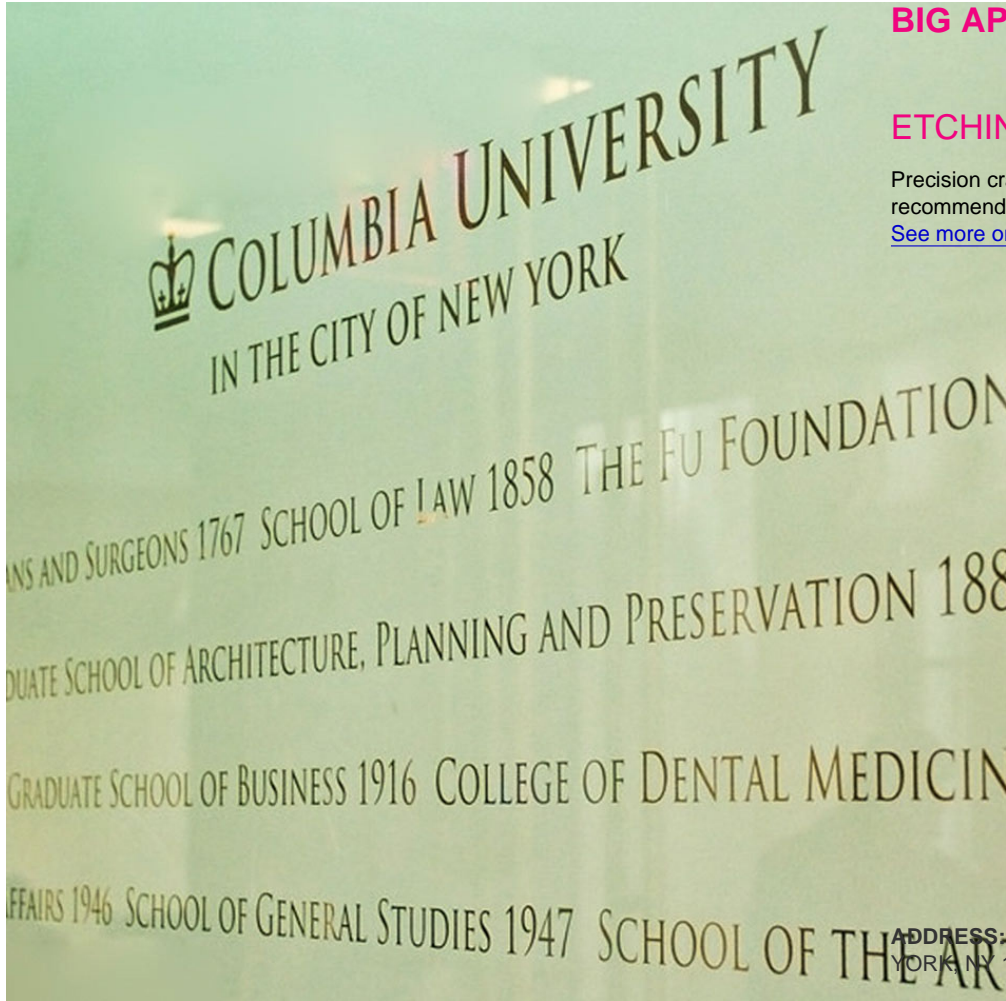 BIG AP
ETCHIN
Precision cr
recommend
See more o
COLUMBIA UNIVERSITY
IN THE CITY OF NEW YORK
ANS AND SURGEONS 1767 SCHOOL OF LAW 1858 THE FU FOUNDATION
DUATE SCHOOL OF ARCHITECTURE, PLANNING AND PRESERVATION 188
GRADUATE SCHOOL OF BUSINESS 1916 COLLEGE OF DENTAL MEDICIN
FFAIRS 1946 SCHOOL OF GENERAL STUDIES 1947 SCHOOL OF THE AR
ADDRESS:
YORK, NY 1